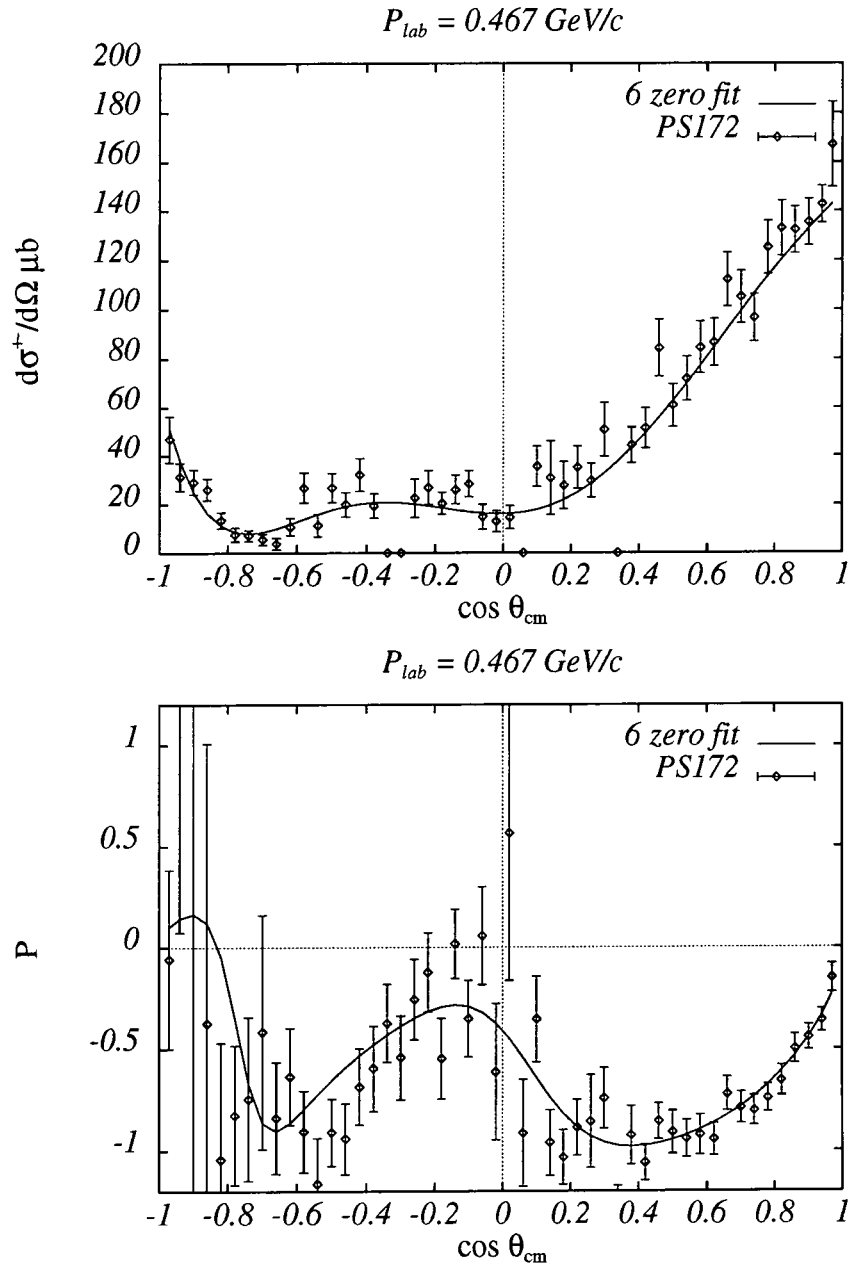 P_lab = 0.467 GeV/c
200
180
160
140
120
100
80
60
40
20
0
dσ⁺/dΩ μb
6 zero fit
PS172
-1 -0.8 -0.6 -0.4 -0.2 0 0.2 0.4 0.6 0.8 1
cos θ_cm
P_lab = 0.467 GeV/c
1
0.5
0
-0.5
-1
P
6 zero fit
PS172
-1 -0.8 -0.6 -0.4 -0.2 0 0.2 0.4 0.6 0.8 1
cos θ_cm